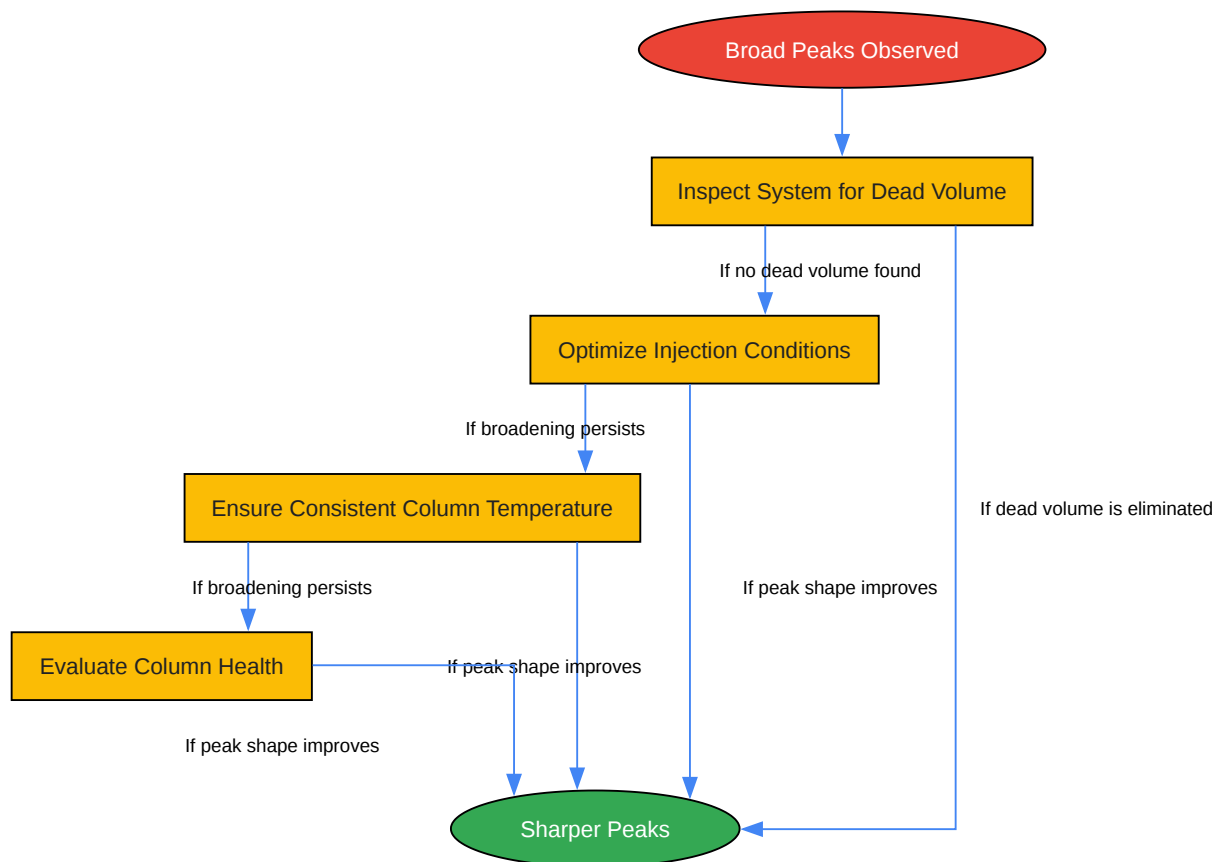 Broad Peaks Observed
Inspect System for Dead Volume
If no dead volume found
Optimize Injection Conditions
If broadening persists
Ensure Consistent Column Temperature
If dead volume is eliminated
If broadening persists
If peak shape improves
Evaluate Column Health
If peak shape improves
If peak shape improves
Sharper Peaks